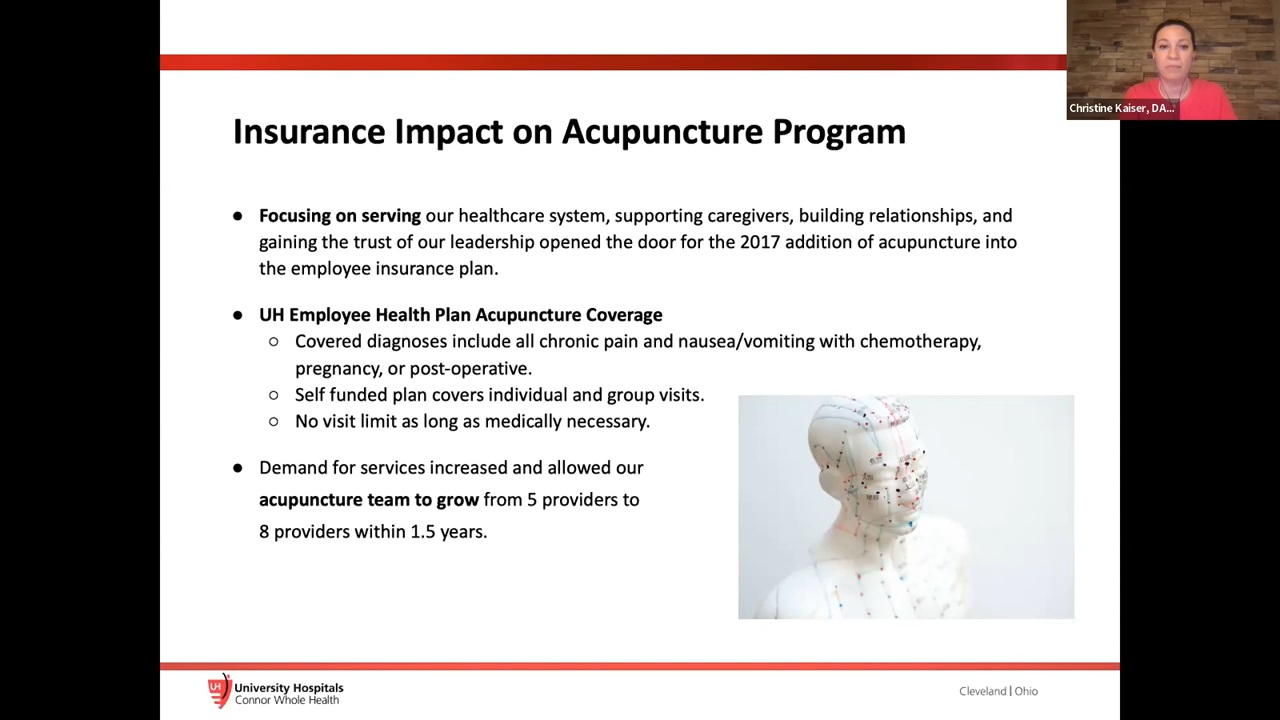 Christine Kaiser, DA...
Insurance Impact on Acupuncture Program
● Focusing on serving our healthcare system, supporting caregivers, building relationships, and
gaining the trust of our leadership opened the door for the 2017 addition of acupuncture into
the employee insurance plan.
● UH Employee Health Plan Acupuncture Coverage
○ Covered diagnoses include all chronic pain and nausea/vomiting with chemotherapy,
pregnancy, or post-operative.
○ Self funded plan covers individual and group visits.
○ No visit limit as long as medically necessary.
● Demand for services increased and allowed our
acupuncture team to grow from 5 providers to
8 providers within 1.5 years.
UH University Hospitals
Connor Whole Health
Cleveland | Ohio